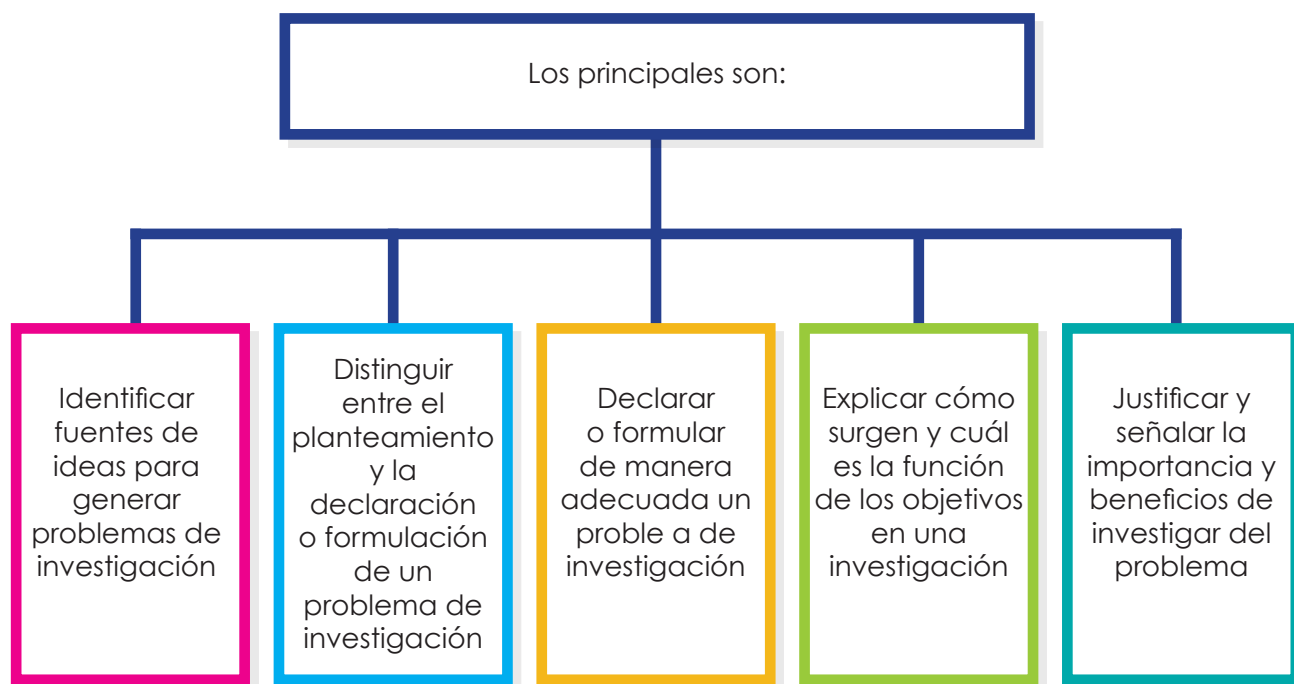 Los principales son:
Identificar
fuentes de
ideas para
generar
problemas de
investigación
Distinguir
entre el
planteamiento
y la
declaración
o formulación
de un
problema de
investigación
Declarar
o formular
de manera
adecuada un
proble a de
investigación
Explicar cómo
surgen y cuál
es la función
de los objetivos
en una
investigación
Justificar y
señalar la
importancia y
beneficios de
investigar del
problema